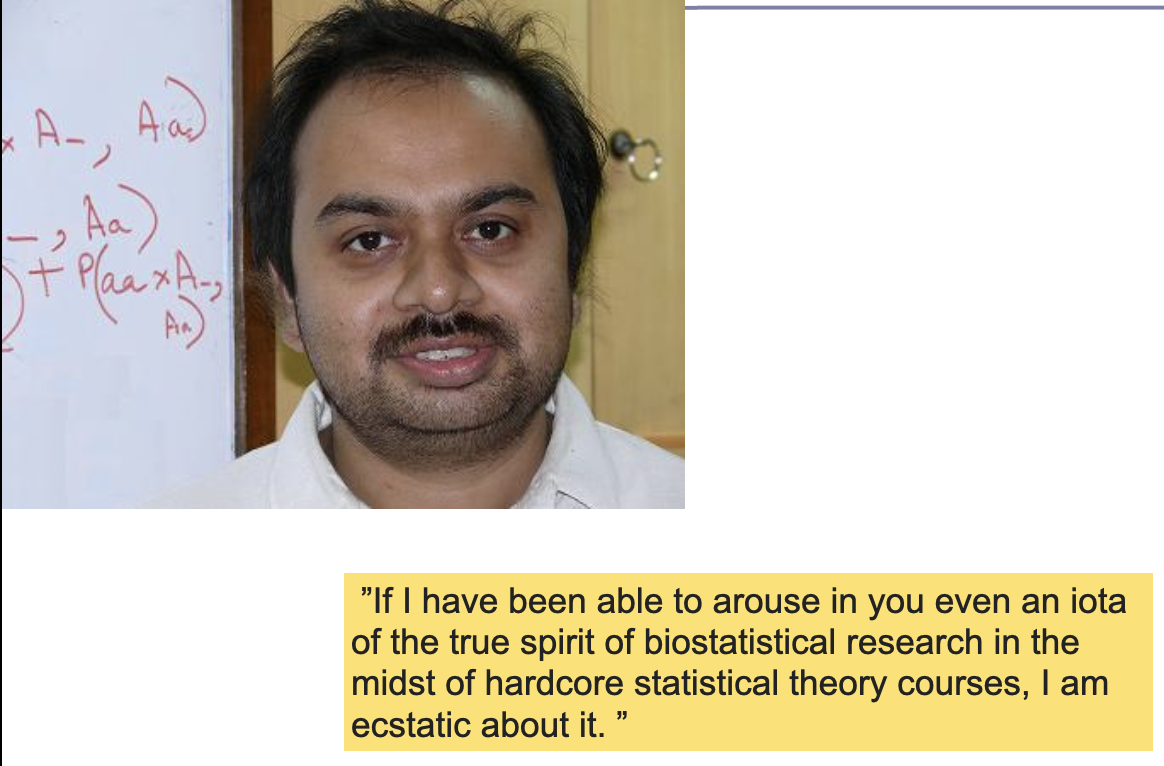 x A-, Aa)
-, Aa)
) + P(aa x A-,
Aa)
”If I have been able to arouse in you even an iota
of the true spirit of biostatistical research in the
midst of hardcore statistical theory courses, I am
ecstatic about it. ”